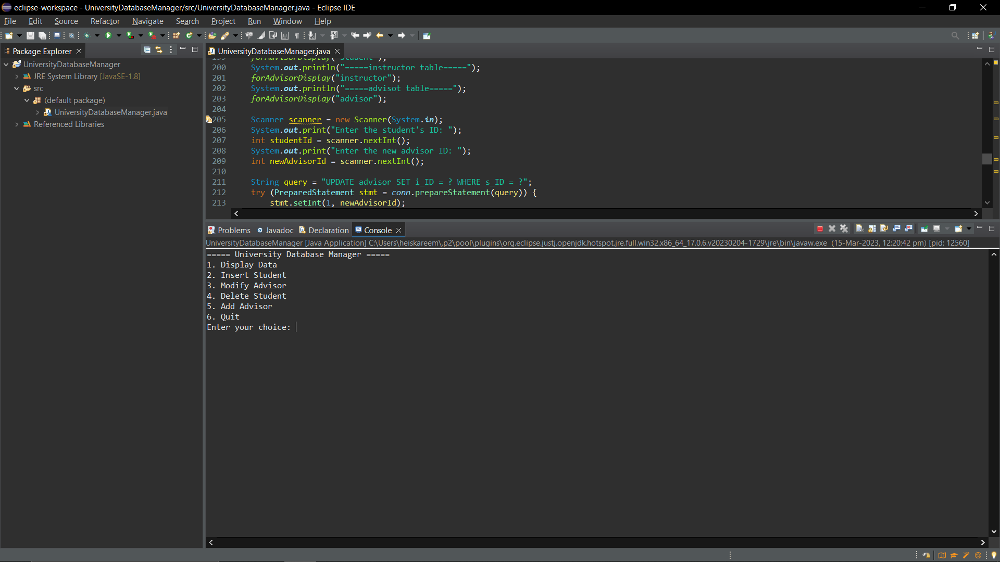 eclipse-workspace - UniversityDatabaseManager/src/UniversityDatabaseManager.java - Eclipse IDE
File Edit Source Refactor Navigate Search Project Run Window Help
Package Explorer
UniversityDatabaseManager.java
UniversityDatabaseManager
JRE System Library [JavaSE-1.8]
src
(default package)
UniversityDatabaseManager.java
Referenced Libraries
199 forAdvisorDisplay("student");
200 System.out.println("=====instructor table=====");
201 forAdvisorDisplay("instructor");
202 System.out.println("=====advisot table=====");
203 forAdvisorDisplay("advisor");
204
205 Scanner scanner = new Scanner(System.in);
206 System.out.print("Enter the student's ID: ");
207 int studentId = scanner.nextInt();
208 System.out.print("Enter the new advisor ID: ");
209 int newAdvisorId = scanner.nextInt();
210
211 String query = "UPDATE advisor SET i_ID = ? WHERE s_ID = ?";
212 try (PreparedStatement stmt = conn.prepareStatement(query)) {
213 stmt.setInt(1, newAdvisorId);
Problems Javadoc Declaration Console
UniversityDatabaseManager [Java Application] C:\Users\heiskareem\.p2\pool\plugins\org.eclipse.justj.openjdk.hotspot.jre.full.win32.x86_64_17.0.6.v20230204-1729\jre\bin\javaw.exe (15-Mar-2023, 12:20:42 pm) [pid: 12560]
===== University Database Manager =====
1. Display Data
2. Insert Student
3. Modify Advisor
4. Delete Student
5. Add Advisor
6. Quit
Enter your choice: